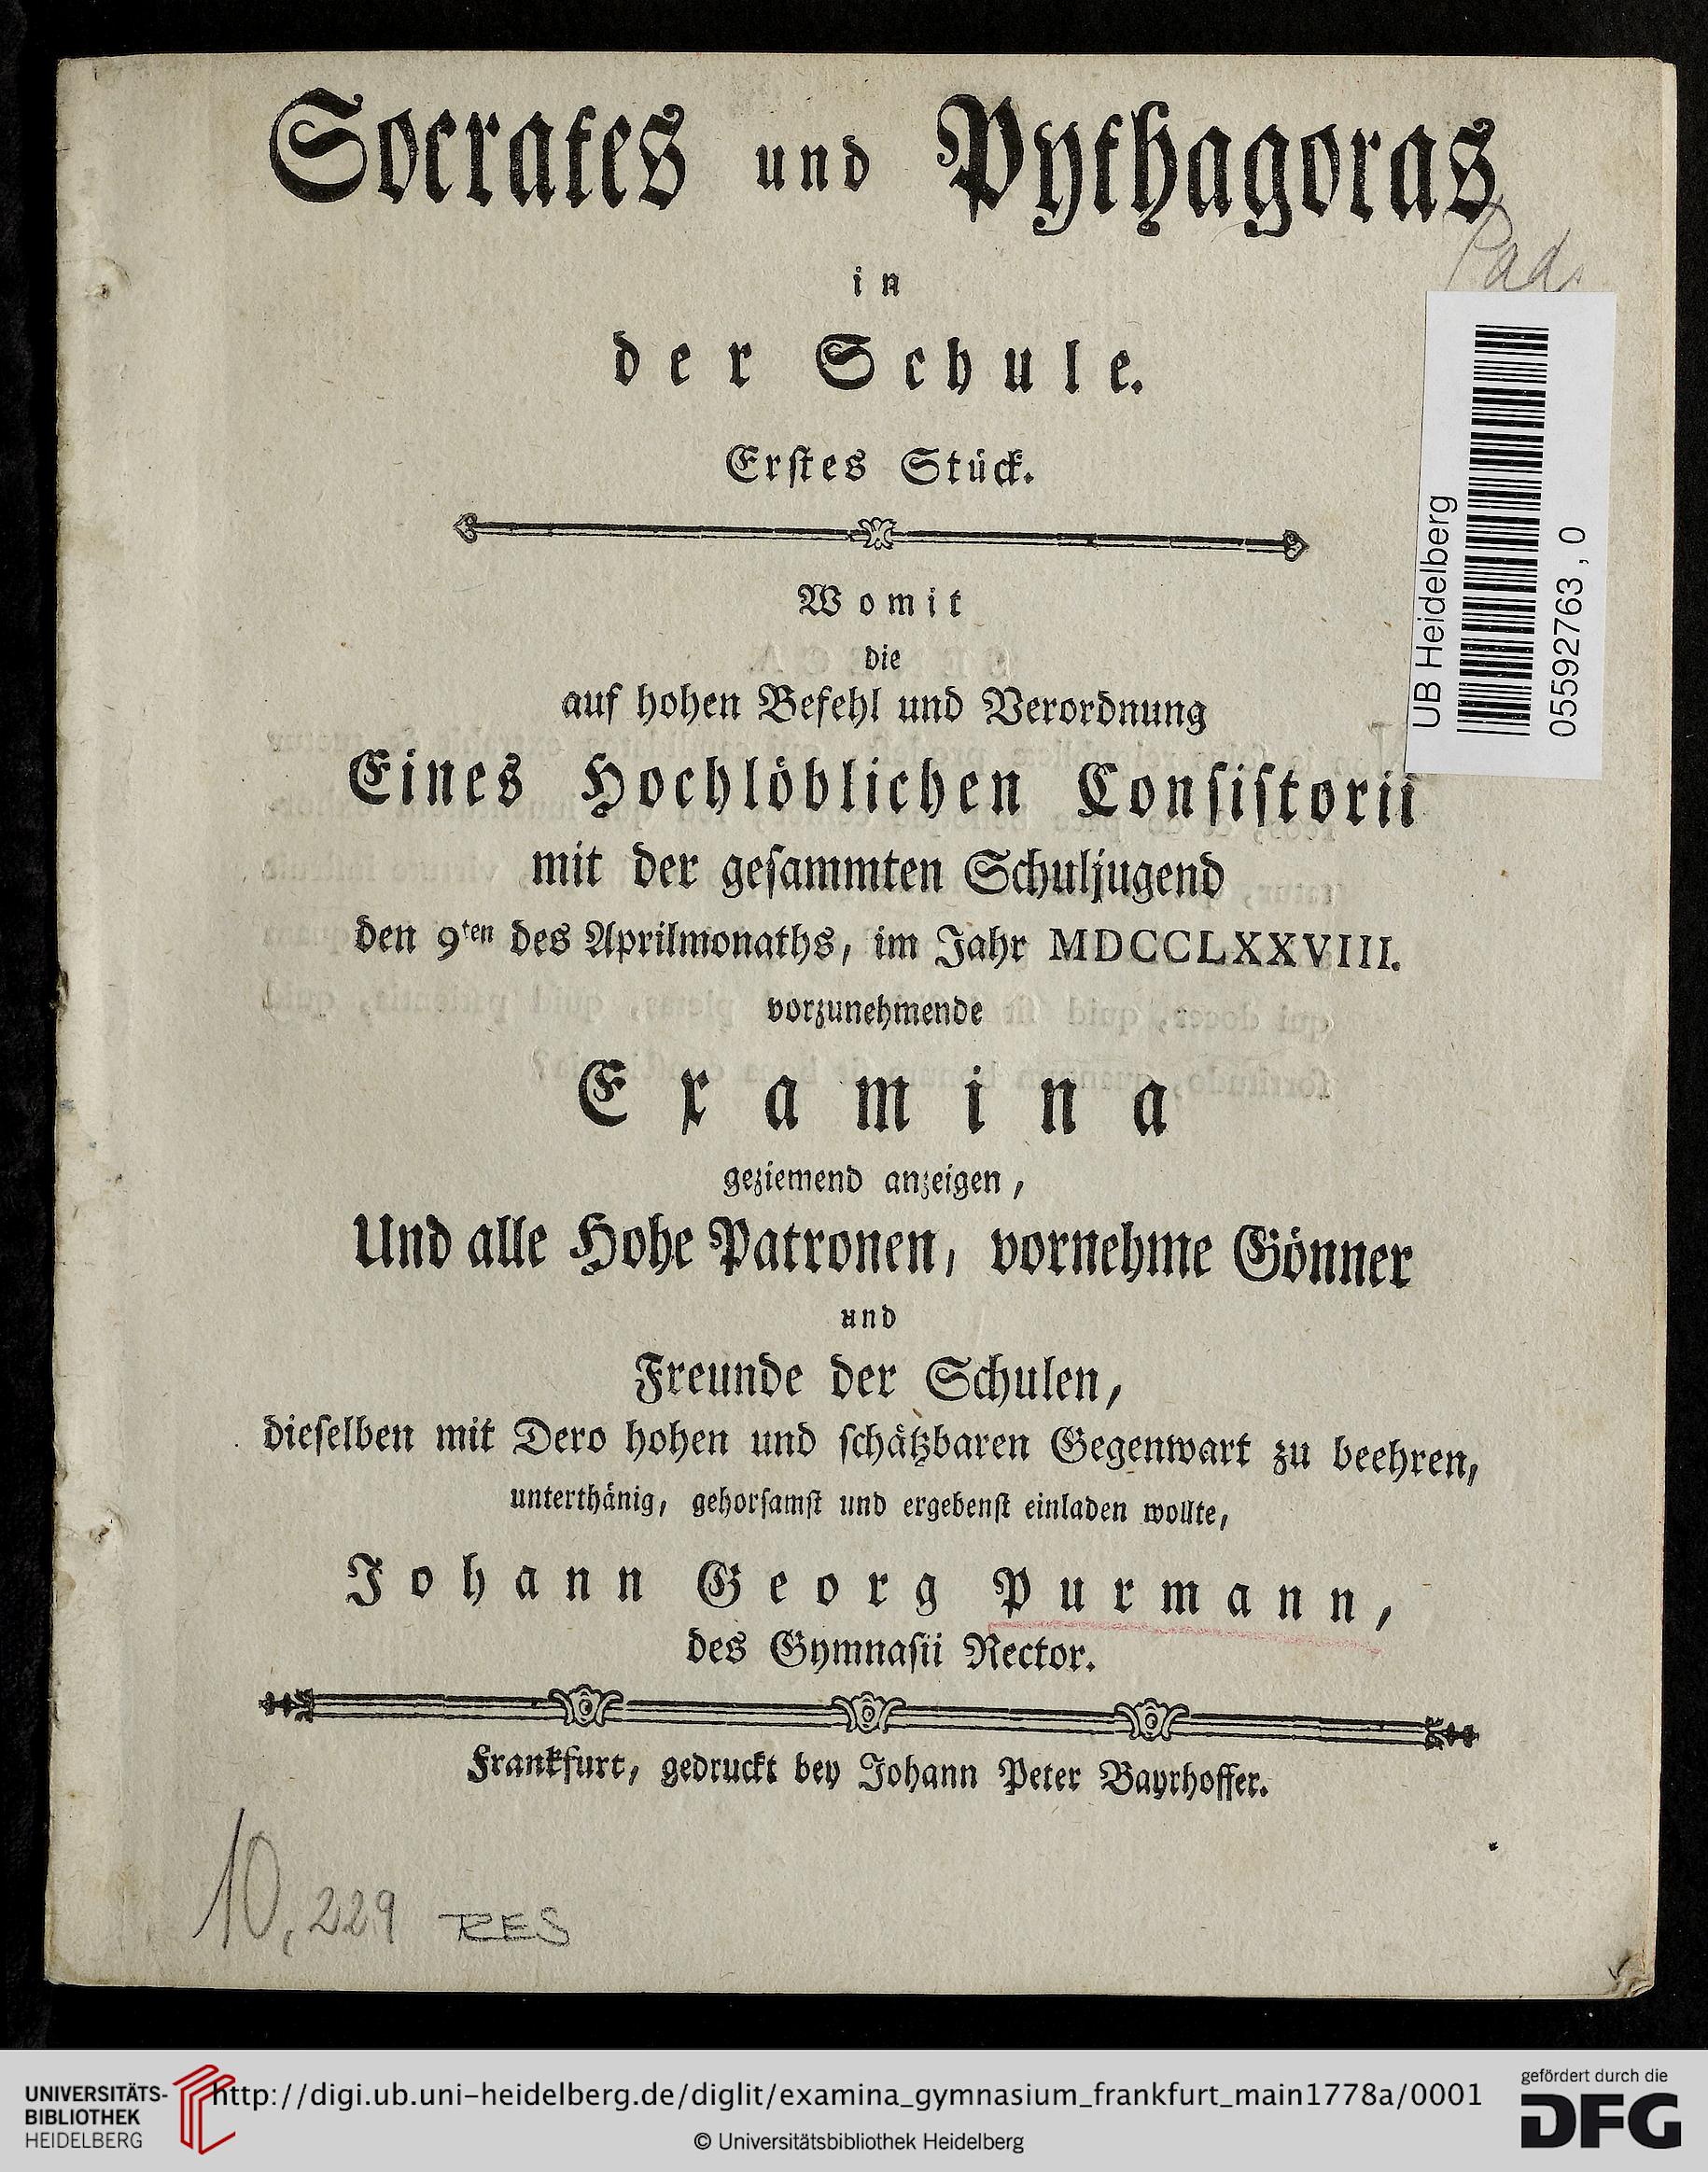 Socrates und Pythagoras
in
der Schule.
Erstes Stück.
Womit
die
auf hohen Befehl und Verordnung
Eines Hochlöblichen Consistorii
mit der gesammten Schuljugend
den 9ten des Aprilmonaths, im Jahr MDCCLXXVIII.
vorzunehmende
Examina
geziemend anzeigen,
Und alle Hohe Patronen, vornehme Gönner
und
Freunde der Schulen,
dieselben mit Dero hohen und schätzbaren Gegenwart zu beehren,
unterthänig, gehorsamst und ergebenst einladen wollte,
Johann Georg Purmann,
des Gymnasii Rector.
Frankfurt, gedruckt bey Johann Peter Bayrhoffer.
Päd.
UB Heidelberg
05592763,0
10,229 RES
UNIVERSITÄTS-
BIBLIOTHEK
HEIDELBERG
http://digi.ub.uni-heidelberg.de/diglit/examina_gymnasium_frankfurt_main1778a/0001
© Universitätsbibliothek Heidelberg
gefördert durch die
DFG